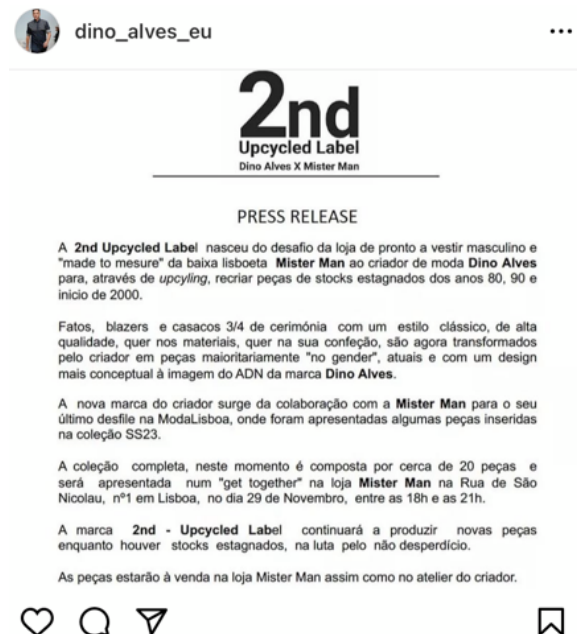 dino_alves_eu
2nd
Upcycled Label
Dino Alves X Mister Man
PRESS RELEASE
A 2nd Upcycled Label nasceu do desafio da loja de pronto a vestir masculino e
"made to mesure" da baixa lisboeta Mister Man ao criador de moda Dino Alves
para, através de upcyling, recriar peças de stocks estagnados dos anos 80, 90 e
inicio de 2000.
Fatos, blazers e casacos 3/4 de cerimónia com um estilo clássico, de alta
qualidade, quer nos materiais, quer na sua confeção, são agora transformados
pelo criador em peças maioritariamente "no gender", atuais e com um design
mais conceptual à imagem do ADN da marca Dino Alves.
A nova marca do criador surge da colaboração com a Mister Man para o seu
último desfile na ModaLisboa, onde foram apresentadas algumas peças inseridas
na coleção SS23.
A coleção completa, neste momento é composta por cerca de 20 peças e
será apresentada num "get together" na loja Mister Man na Rua de São
Nicolau, nº1 em Lisboa, no dia 29 de Novembro, entre as 18h e as 21h.
A marca 2nd - Upcycled Label continuará a produzir novas peças
enquanto houver stocks estagnados, na luta pelo não desperdício.
As peças estarão à venda na loja Mister Man assim como no atelier do criador.